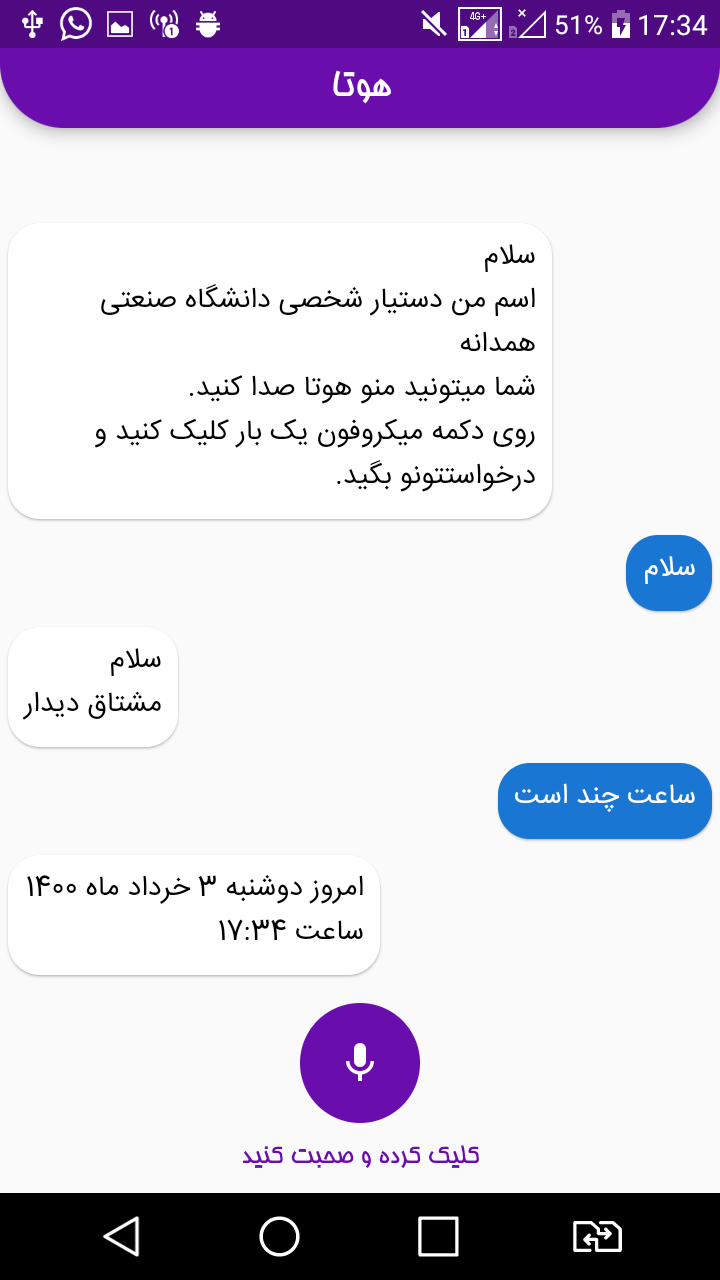 4G+ 1 2 51% 17:34
هوتا
سلام
اسم من دستیار شخصی دانشگاه صنعتی
همدانه
شما میتونید منو هوتا صدا کنید.
روی دکمه میکروفون یک بار کلیک کنید و
درخواستتونو بگید.
سلام
سلام
مشتاق دیدار
ساعت چند است
امروز دوشنبه ۳ خرداد ماه ۱۴۰۰
ساعت ۱۷:۳۴
کلیک کرده و صحبت کنید